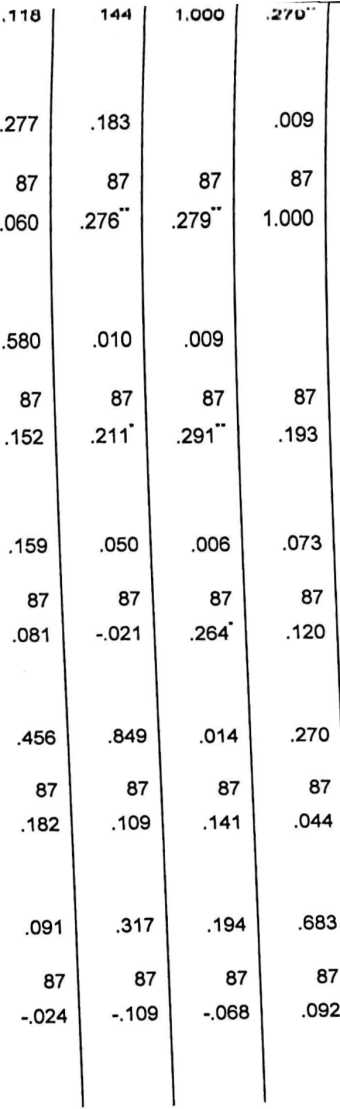 .118 144 1.000 .270**
.277 .183 .009
87 87 87 87
.060 .276** .279** 1.000
.580 .010 .009
87 87 87 87
.152 .211* .291** .193
.159 .050 .006 .073
87 87 87 87
.081 -.021 .264* .120
.456 .849 .014 .270
87 87 87 87
.182 .109 .141 .044
.091 .317 .194 .683
87 87 87 87
-.024 -.109 -.068 .092